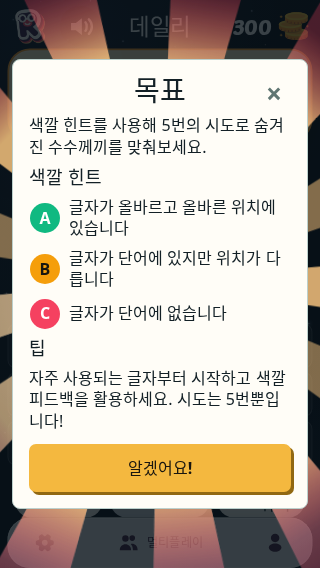 데일리
300
목표
×
색깔 힌트를 사용해 5번의 시도로 숨겨
진 수수께끼를 맞춰보세요.
색깔 힌트
A 글자가 올바르고 올바른 위치에
있습니다
B 글자가 단어에 있지만 위치가 다
릅니다
C 글자가 단어에 없습니다
팁
자주 사용되는 글자부터 시작하고 색깔
피드백을 활용하세요. 시도는 5번뿐입
니다!
알겠어요!
멀티플레이